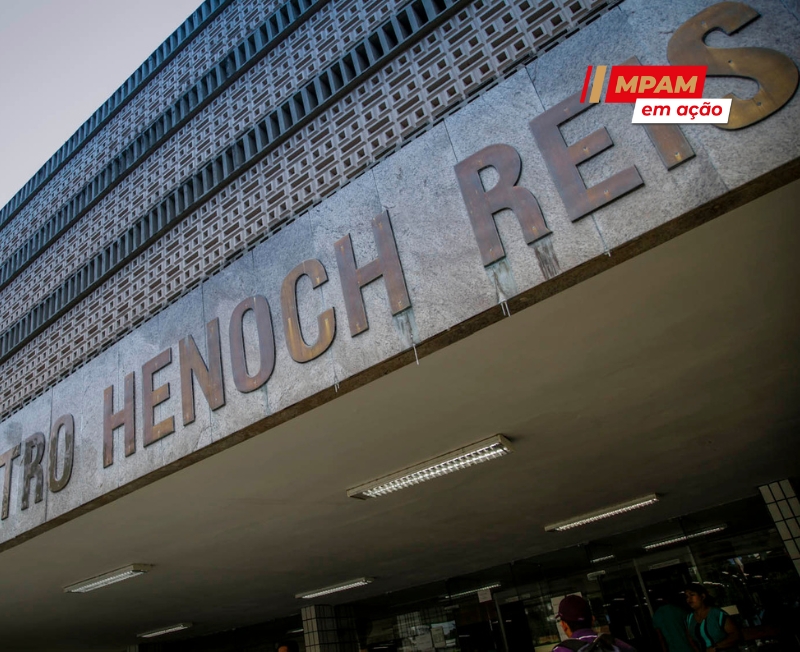 MPAM
em ação
TRO HENOCH REIS